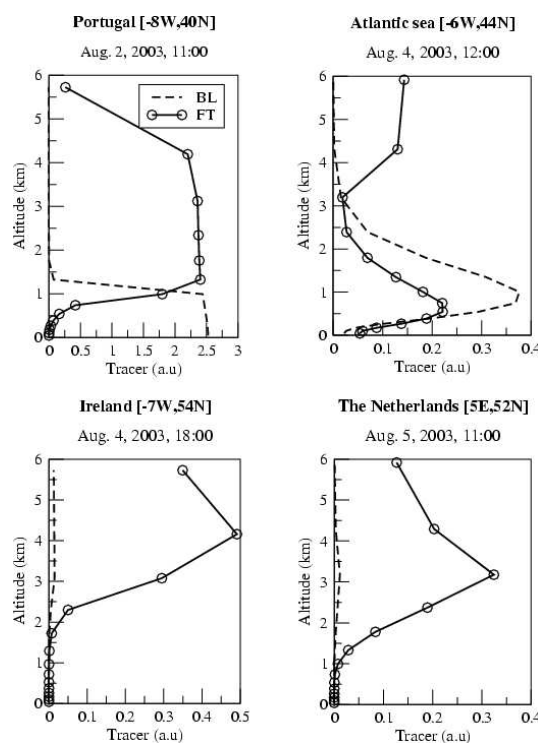 Portugal [-8W,40N]
Aug. 2, 2003, 11:00
6
5
4
3
2
1
0
Altitude (km)
BL
FT
0 0.5 1 1.5 2 2.5 3
Tracer (a.u)
Atlantic sea [-6W,44N]
Aug. 4, 2003, 12:00
6
5
4
3
2
1
0
Altitude (km)
0 0.1 0.2 0.3 0.4
Tracer (a.u)
Ireland [-7W,54N]
Aug. 4, 2003, 18:00
6
5
4
3
2
1
0
Altitude (km)
0 0.1 0.2 0.3 0.4 0.5
Tracer (a.u)
The Netherlands [5E,52N]
Aug. 5, 2003, 11:00
6
5
4
3
2
1
0
Altitude (km)
0 0.1 0.2 0.3 0.4
Tracer (a.u)